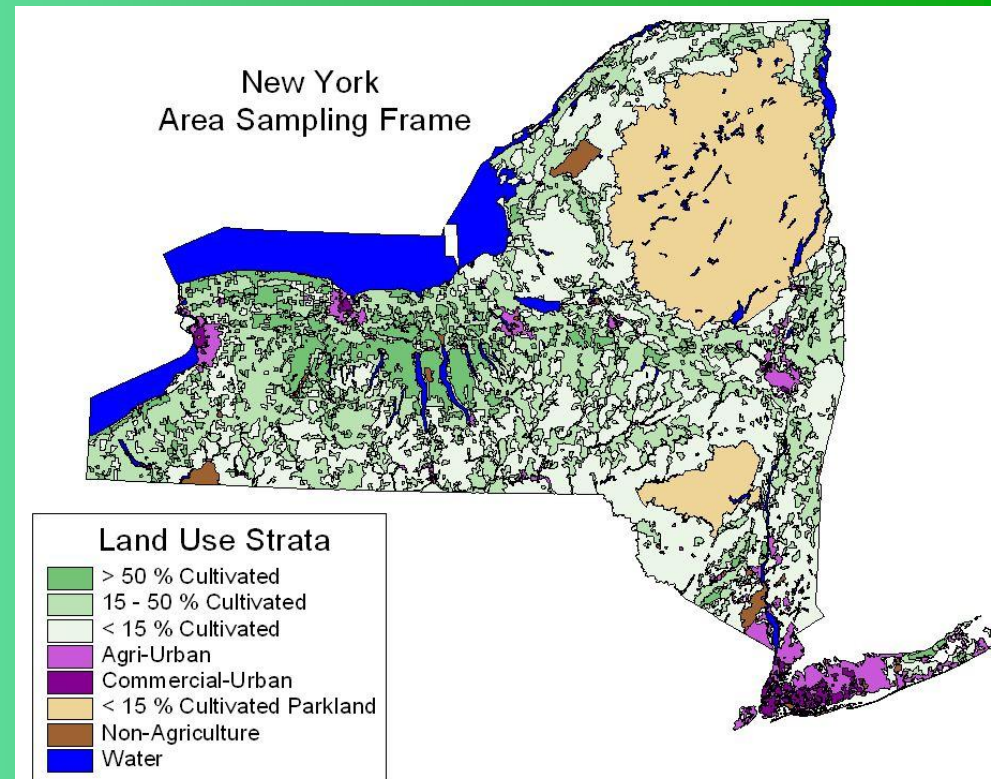 New York
Area Sampling Frame
Land Use Strata
> 50 % Cultivated
15 - 50 % Cultivated
< 15 % Cultivated
Agri-Urban
Commercial-Urban
< 15 % Cultivated Parkland
Non-Agriculture
Water